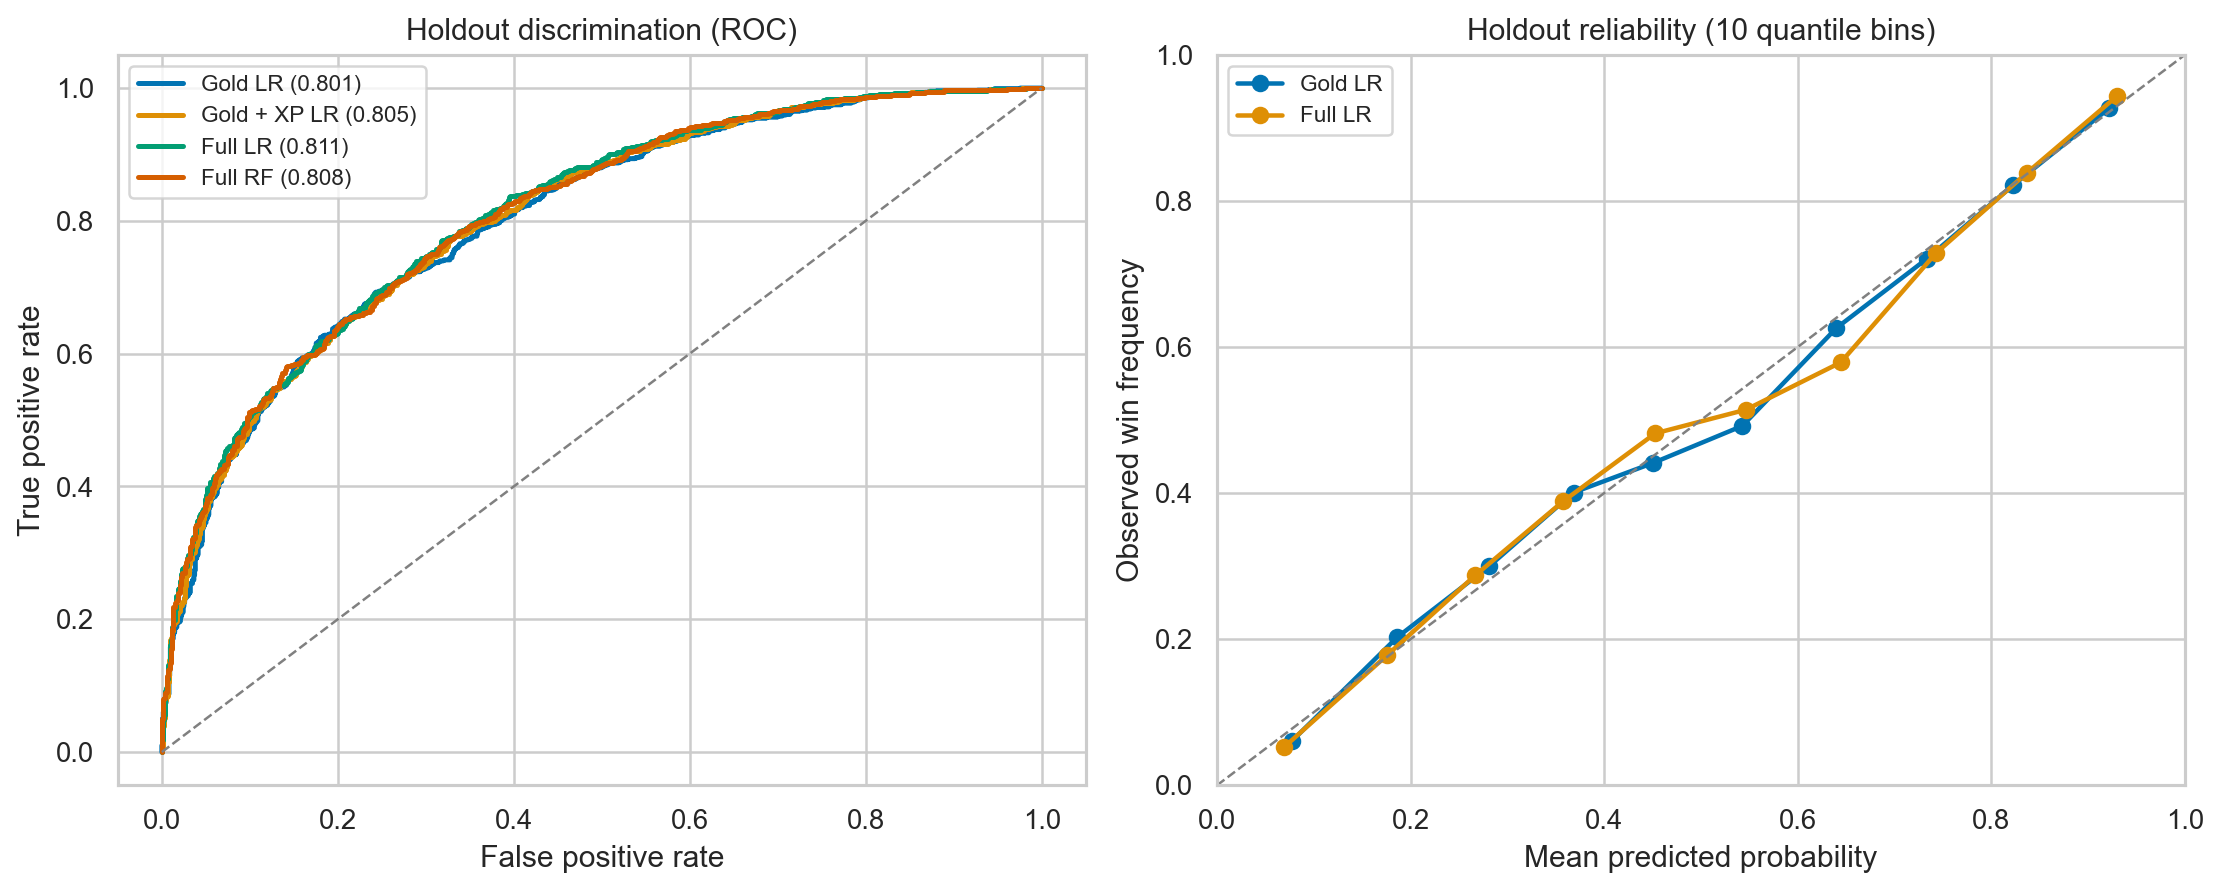 Holdout discrimination (ROC)
Gold LR (0.801)
Gold + XP LR (0.805)
Full LR (0.811)
Full RF (0.808)
True positive rate
1.0
0.8
0.6
0.4
0.2
0.0
0.0 0.2 0.4 0.6 0.8 1.0
False positive rate
Holdout reliability (10 quantile bins)
Gold LR
Full LR
Observed win frequency
1.0
0.8
0.6
0.4
0.2
0.0
0.0 0.2 0.4 0.6 0.8 1.0
Mean predicted probability